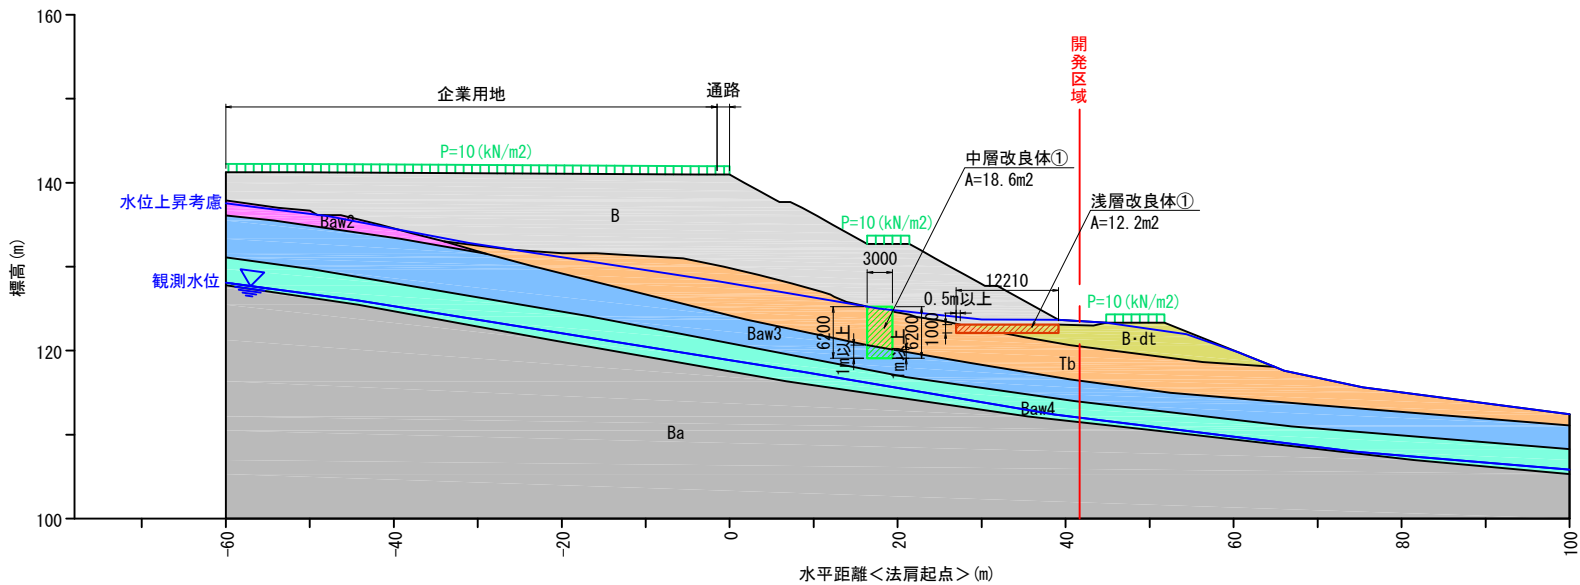 160
140
120
100
標高(m)
企業用地
通路
P=10(kN/m2)
開発区域
中層改良体①
A=18.6m2
浅層改良体①
A=12.2m2
水位上昇考慮
観測水位
Baw2
B
P=10(kN/m2)
3000
12210
0.5m以上
P=10(kN/m2)
6200
1m以上
6200
1m以上
1000
B・dt
Baw3
Tb
Baw4
Ba
-60
-40
-20
0
20
40
60
80
100
水平距離<法肩起点>(m)